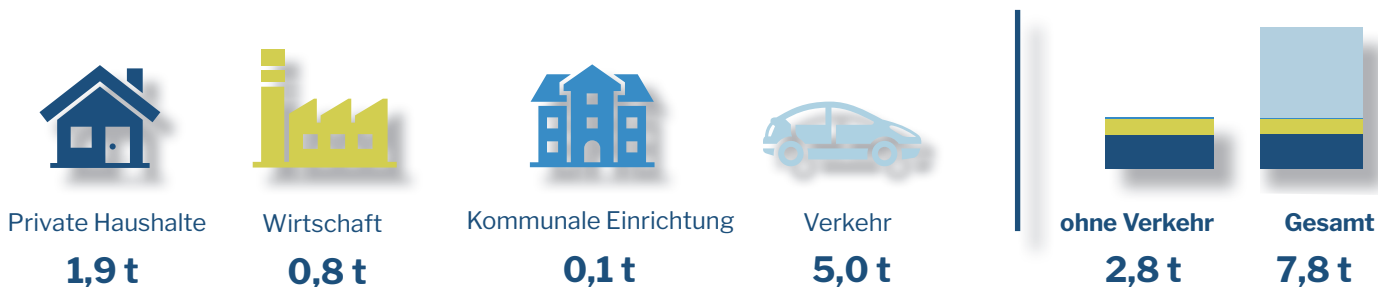 Private Haushalte
1,9 t
Wirtschaft
0,8 t
Kommunale Einrichtung
0,1 t
Verkehr
5,0 t
ohne Verkehr
2,8 t
Gesamt
7,8 t